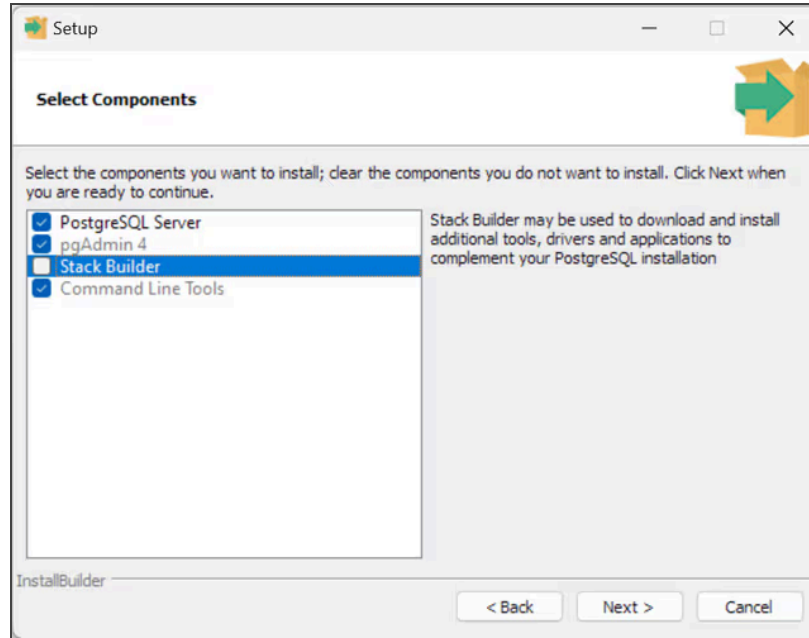 Setup
Select Components
Select the components you want to install; clear the components you do not want to install. Click Next when
you are ready to continue.
PostgreSQL Server
pgAdmin 4
Stack Builder
Command Line Tools
Stack Builder may be used to download and install
additional tools, drivers and applications to
complement your PostgreSQL installation
InstallBuilder
< Back
Next >
Cancel